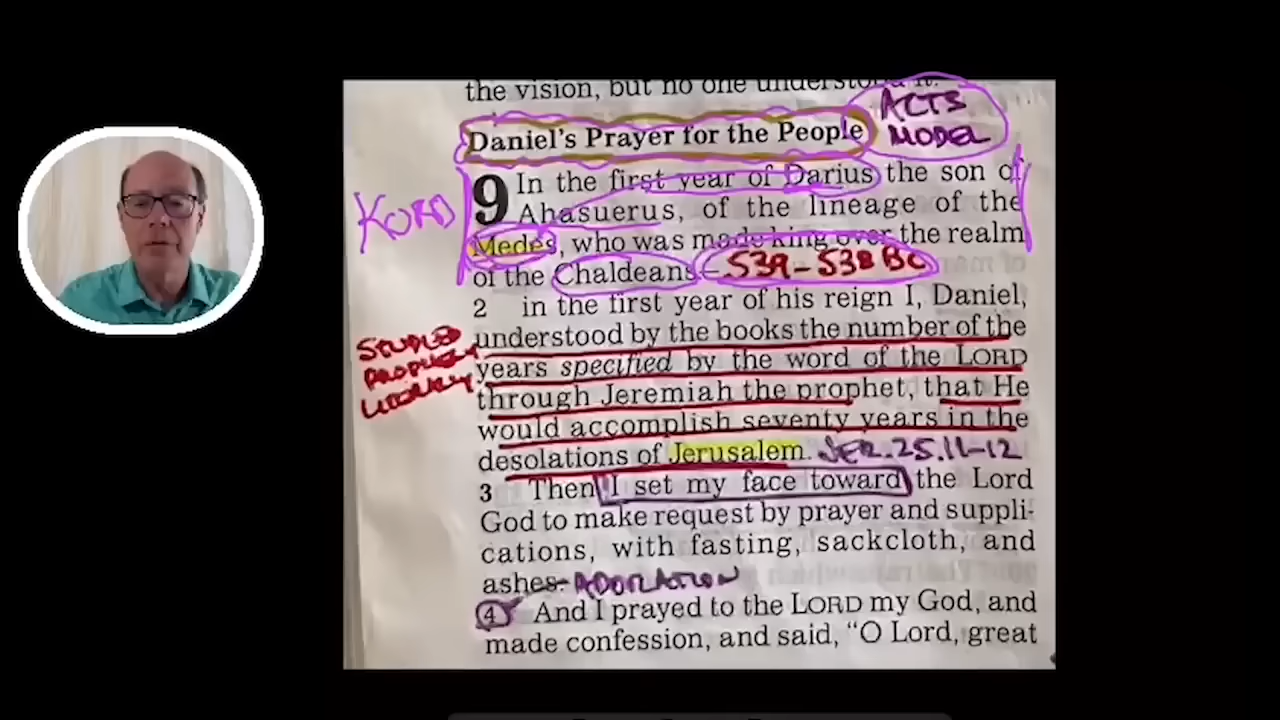 the vision, but no one understood it.
ACTS
MODEL
Daniel's Prayer for the People
9 In the first year of Darius the son of
Ahasuerus, of the lineage of the
Medes, who was made king over the realm
of the Chaldeans— 539-538 BC
2 in the first year of his reign I, Daniel,
understood by the books the number of the
years specified by the word of the LORD
through Jeremiah the prophet, that He
would accomplish seventy years in the
desolations of Jerusalem. JER. 25.11-12
STUDIED
PROPHECY
3 Then I set my face toward the Lord
God to make request by prayer and suppli-
cations, with fasting, sackcloth, and
ashes. ADORATION
4 And I prayed to the LORD my God, and
made confession, and said, "O Lord, great